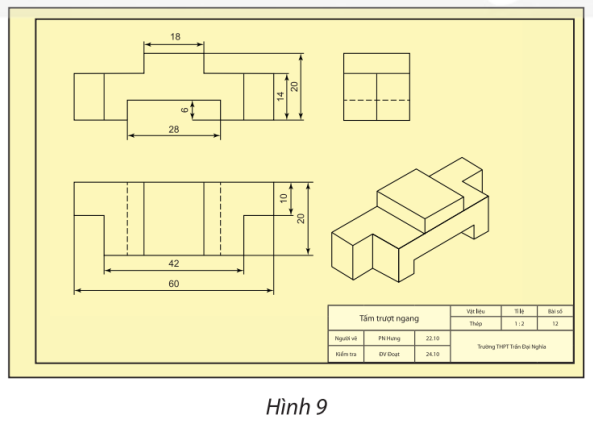 18
14
20
6
28
10
20
42
60
Tấm trượt ngang
Vật liệu Tỉ lệ Bài số
Thép 1 : 2 12
Người vẽ PN Hưng 22.10
Kiểm tra ĐV Đoạt 24.10
Trường THPT Trần Đại Nghĩa
Hình 9